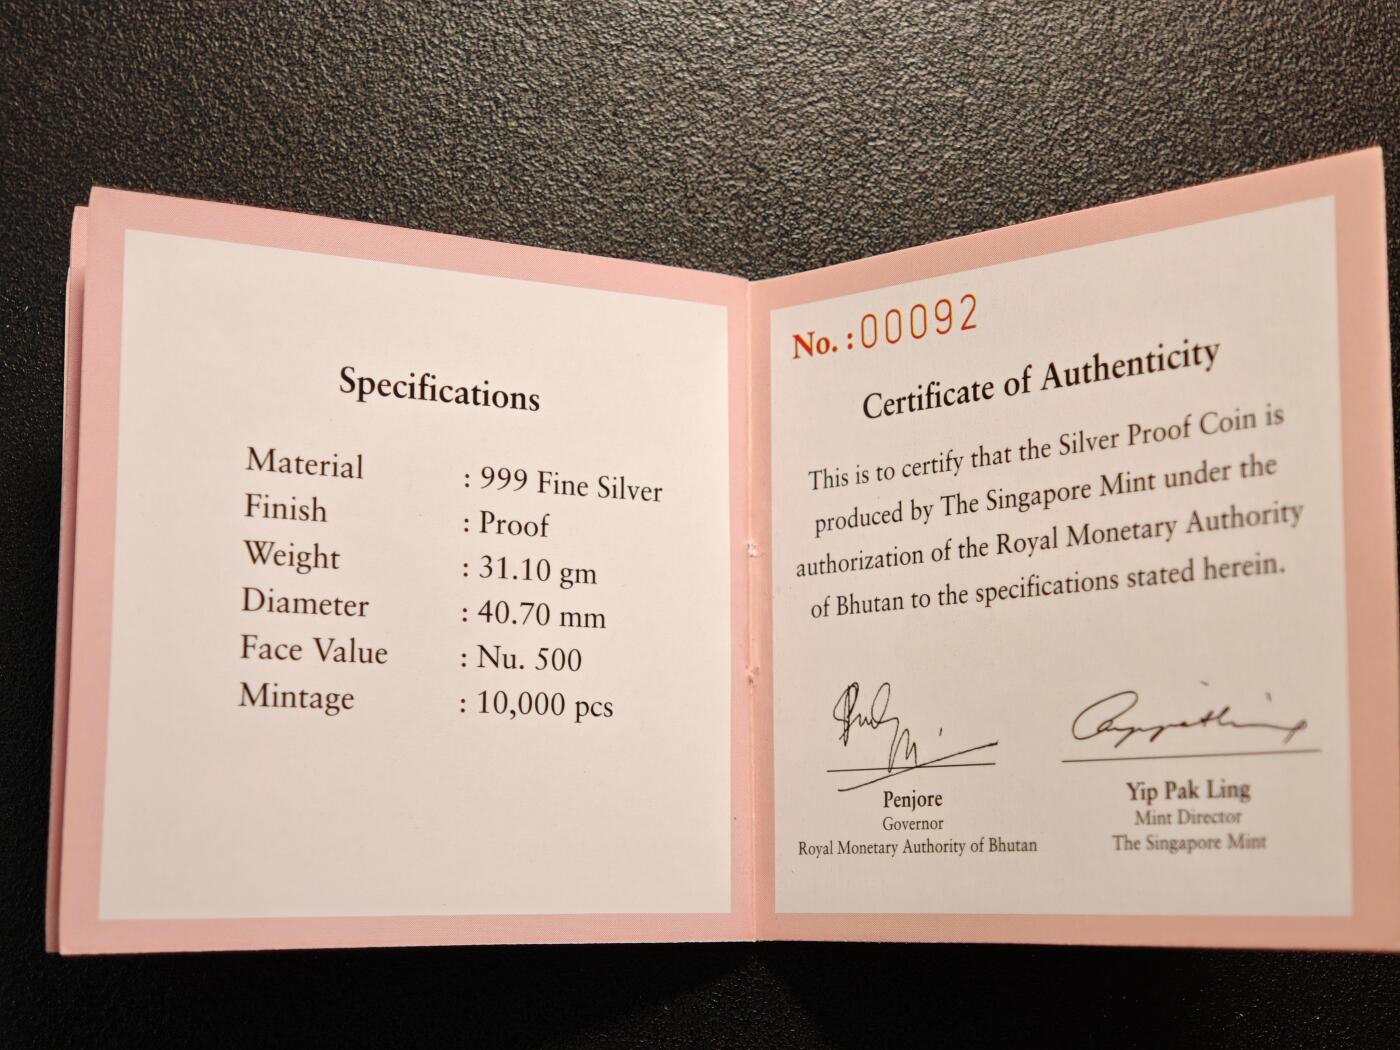 Specifications
Material : 999 Fine Silver
Finish : Proof
Weight : 31.10 gm
Diameter : 40.70 mm
Face Value : Nu. 500
Mintage : 10,000 pcs
No. : 00092
Certificate of Authenticity
This is to certify that the Silver Proof Coin is
produced by The Singapore Mint under the
authorization of the Royal Monetary Authority
of Bhutan to the specifications stated herein.
Penjore
Governor
Royal Monetary Authority of Bhutan
Yip Pak Ling
Mint Director
The Singapore Mint